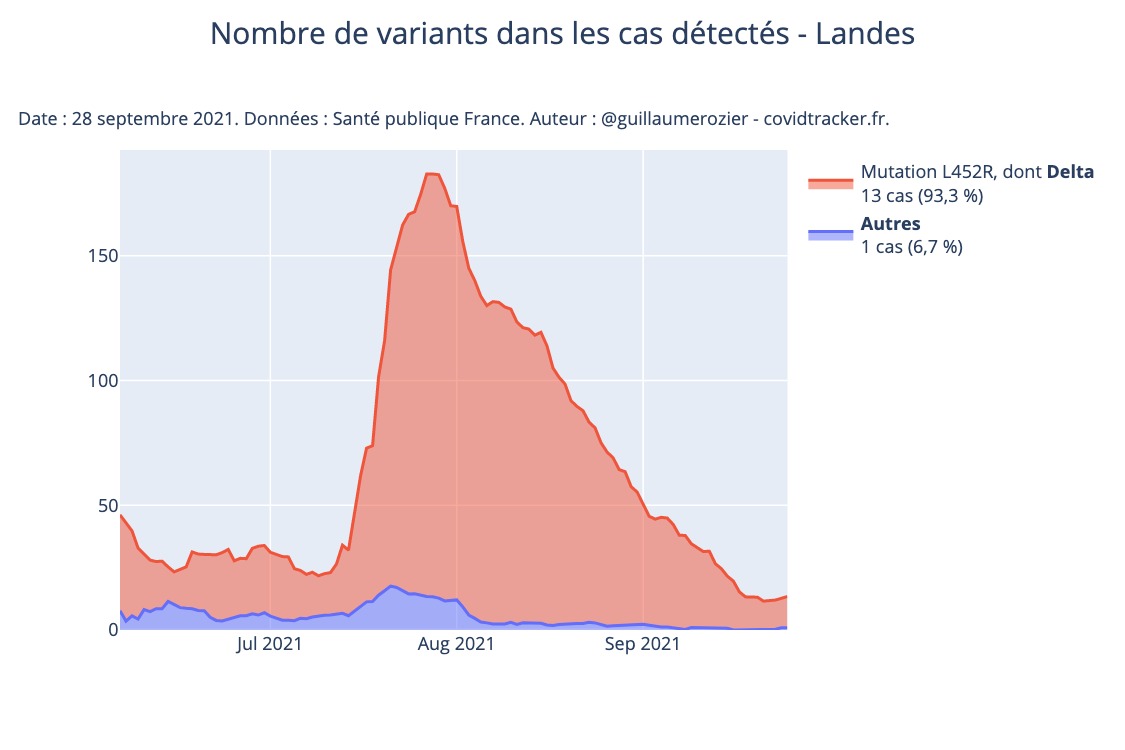 Nombre de variants dans les cas détectés - Landes
Date : 28 septembre 2021. Données : Santé publique France. Auteur : @guillaumerozier - covidtracker.fr.
Mutation L452R, dont Delta
13 cas (93,3 %)
Autres
1 cas (6,7 %)
150
100
50
0
Jul 2021
Aug 2021
Sep 2021